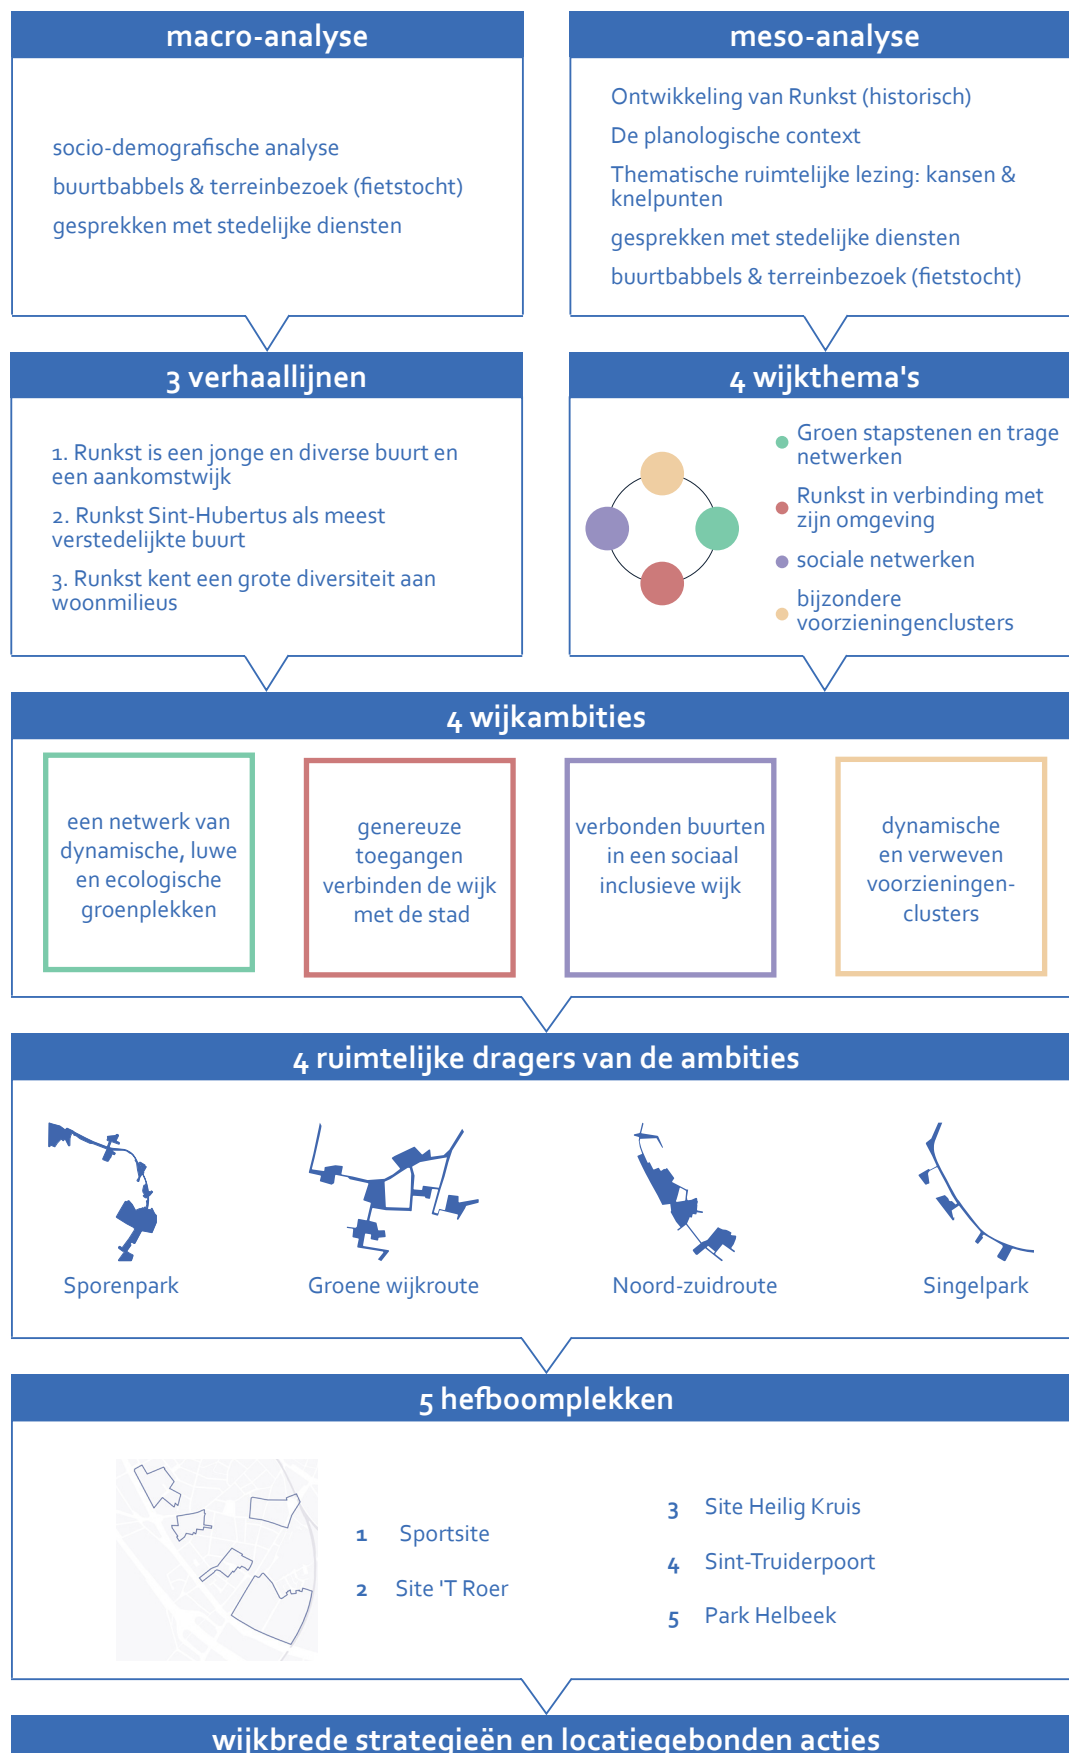 macro-analyse
socio-demografische analyse
buurtbabbels & terreinbezoek (fietstocht)
gesprekken met stedelijke diensten
meso-analyse
Ontwikkeling van Runkst (historisch)
De planologische context
Thematische ruimtelijke lezing: kansen &
knelpunten
gesprekken met stedelijke diensten
buurtbabbels & terreinbezoek (fietstocht)
3 verhaallijnen
1. Runkst is een jonge en diverse buurt en
een aankomstwijk
2. Runkst Sint-Hubertus als meest
verstedelijkte buurt
3. Runkst kent een grote diversiteit aan
woonmilieus
4 wijkthema's
Groen stapstenen en trage
netwerken
Runkst in verbinding met
zijn omgeving
sociale netwerken
bijzondere
voorzieningenclusters
4 wijkambities
een netwerk van
dynamische, luwe
en ecologische
groenplekken
genereuze
toegangen
verbinden de wijk
met de stad
verbonden buurten
in een sociaal
inclusieve wijk
dynamische
en verweven
voorzieningen-
clusters
4 ruimtelijke dragers van de ambities
Sporenpark
Groene wijkroute
Noord-zuidroute
Singelpark
5 hefboomplekken
1 Sportsite
2 Site 'T Roer
3 Site Heilig Kruis
4 Sint-Truiderpoort
5 Park Helbeek
wijkbrede strategieën en locatiegebonden acties